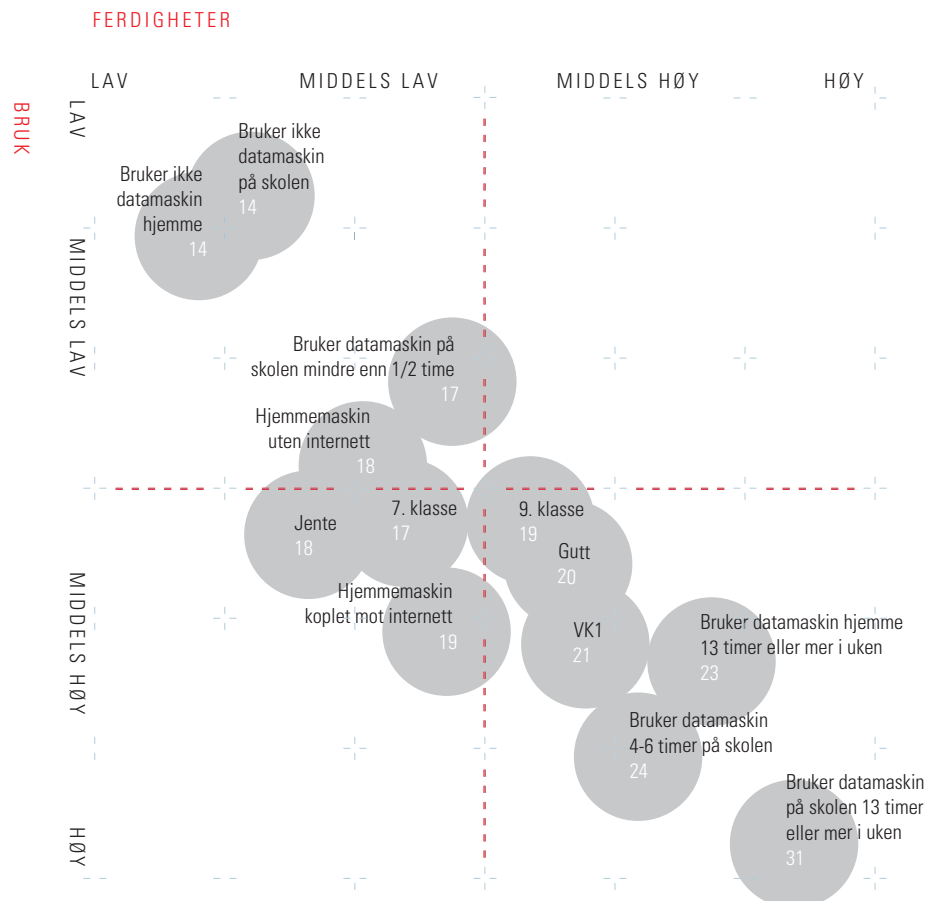 FERDIGHETER
LAV
MIDDELS LAV
MIDDELS HØY
HØY
BRUK
LAV
MIDDELS LAV
MIDDELS HØY
HØY
Bruker ikke
datamaskin
på skolen
14
Bruker ikke
datamaskin
hjemme
14
Bruker datamaskin på
skolen mindre enn 1/2 time
17
Hjemmemaskin
uten internett
18
Jente
18
7. klasse
17
9. klasse
19
Gutt
20
Hjemmemaskin
koplet mot internett
19
VK1
21
Bruker datamaskin hjemme
13 timer eller mer i uken
23
Bruker datamaskin
4-6 timer på skolen
24
Bruker datamaskin
på skolen 13 timer
eller mer i uken
31